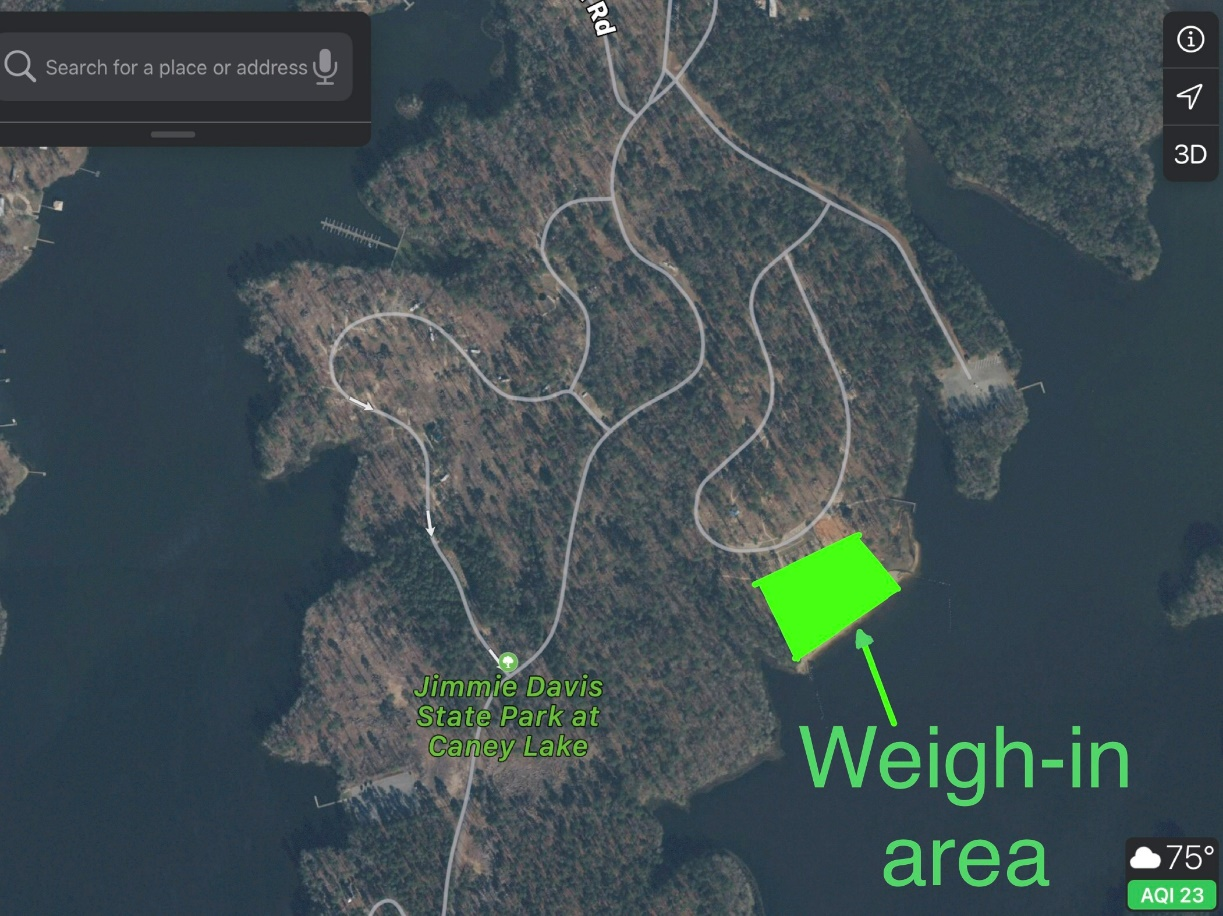 Rd
Search for a place or address
3D
Jimmie Davis
State Park at
Caney Lake
Weigh-in
area
75°
AQI 23